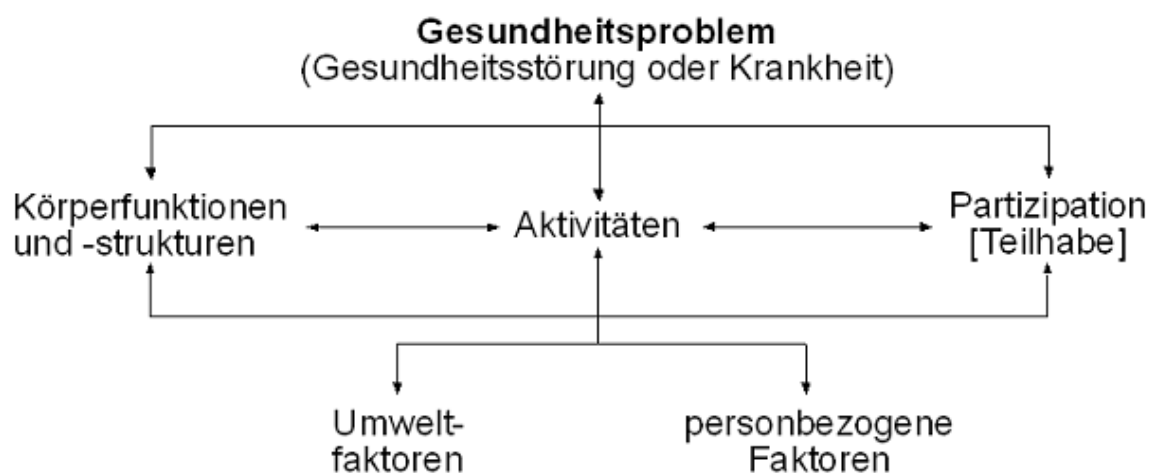 Gesundheitsproblem
(Gesundheitsstörung oder Krankheit)
Körperfunktionen
und -strukturen
Aktivitäten
Partizipation
[Teilhabe]
Umwelt-
faktoren
personbezogene
Faktoren